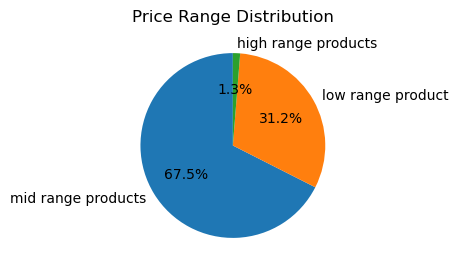 Price Range Distribution
high range products
1.3%
low range product
31.2%
67.5%
mid range products